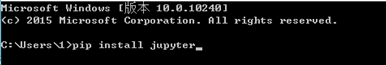 Microsoft Windows [版本 10.0.10240]
(c) 2015 Microsoft Corporation. All rights reserved.
C:\Users\1>pip install jupyter